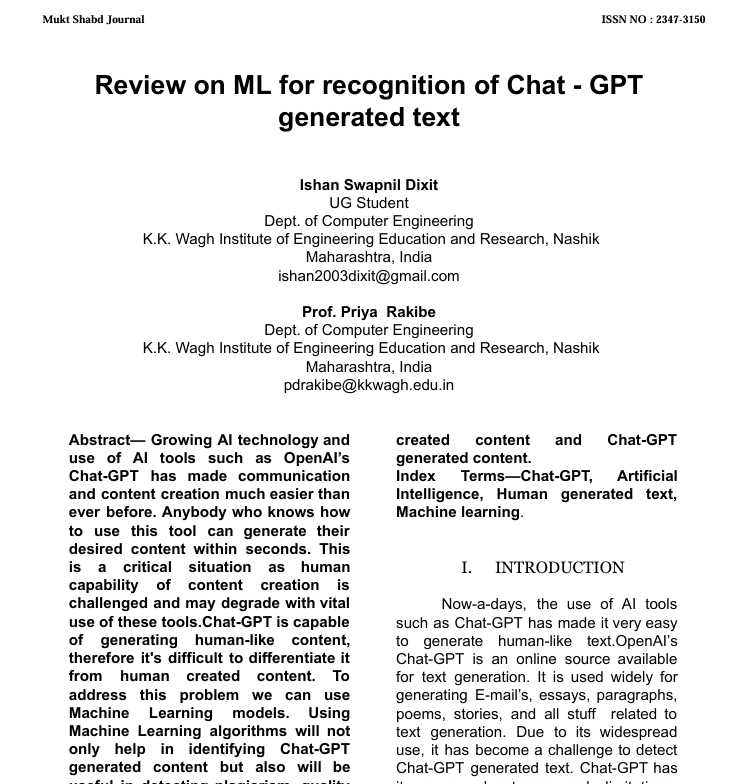 Mukt Shabd Journal
ISSN NO : 2347-3150
Review on ML for recognition of Chat - GPT
generated text
Ishan Swapnil Dixit
UG Student
Dept. of Computer Engineering
K.K. Wagh Institute of Engineering Education and Research, Nashik
Maharashtra, India
ishan2003dixit@gmail.com
Prof. Priya Rakibe
Dept. of Computer Engineering
K.K. Wagh Institute of Engineering Education and Research, Nashik
Maharashtra, India
pdrakibe@kkwagh.edu.in
Abstract— Growing AI technology and
use of AI tools such as OpenAI's
Chat-GPT has made communication
and content creation much easier than
ever before. Anybody who knows how
to use this tool can generate their
desired content within seconds. This
is a critical situation as human
capability of content creation is
challenged and may degrade with vital
use of these tools.Chat-GPT is capable
of generating human-like content,
therefore it's difficult to differentiate it
from human created content. To
address this problem we can use
Machine Learning models. Using
Machine Learning algorithms will not
only help in identifying Chat-GPT
generated content but also will be
useful in detecting plagiarism, quality
created content and Chat-GPT
generated content.
Index Terms—Chat-GPT, Artificial
Intelligence, Human generated text,
Machine learning.
I. INTRODUCTION
Now-a-days, the use of AI tools
such as Chat-GPT has made it very easy
to generate human-like text.OpenAI's
Chat-GPT is an online source available
for text generation. It is used widely for
generating E-mail's, essays, paragraphs,
poems, stories, and all stuff related to
text generation. Due to its widespread
use, it has become a challenge to detect
Chat-GPT generated text. Chat-GPT has